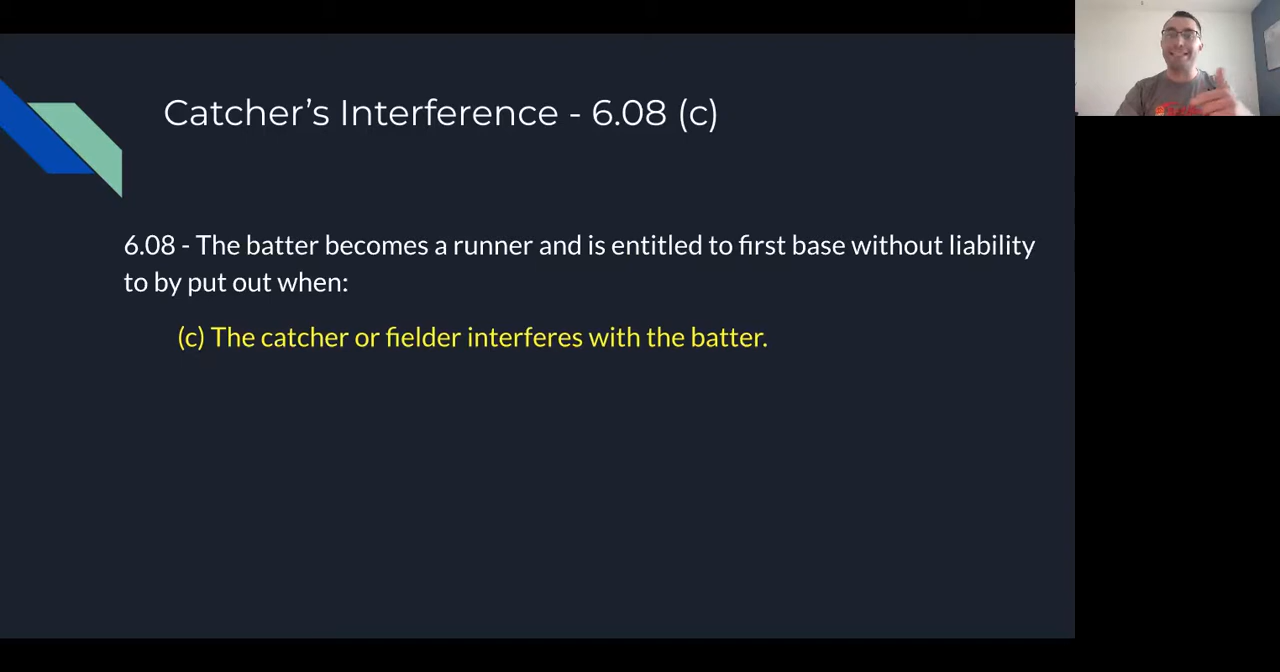 Catcher’s Interference - 6.08 (c)
6.08 - The batter becomes a runner and is entitled to first base without liability
to by put out when:
(c) The catcher or fielder interferes with the batter.